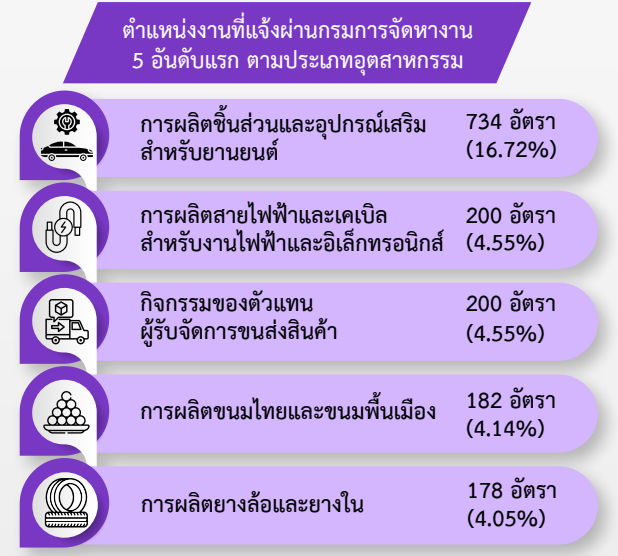 ตำแหน่งงานที่แจ้งผ่านกรมการจัดหางาน
5 อันดับแรก ตามประเภทอุตสาหกรรม
การผลิตชิ้นส่วนและอุปกรณ์เสริม
สำหรับยานยนต์
734 อัตรา
(16.72%)
การผลิตสายไฟฟ้าและเคเบิล
สำหรับงานไฟฟ้าและอิเล็กทรอนิกส์
200 อัตรา
(4.55%)
กิจกรรมของตัวแทน
ผู้รับจัดการขนส่งสินค้า
200 อัตรา
(4.55%)
การผลิตขนมไทยและขนมพื้นเมือง
182 อัตรา
(4.14%)
การผลิตยางล้อและยางใน
178 อัตรา
(4.05%)